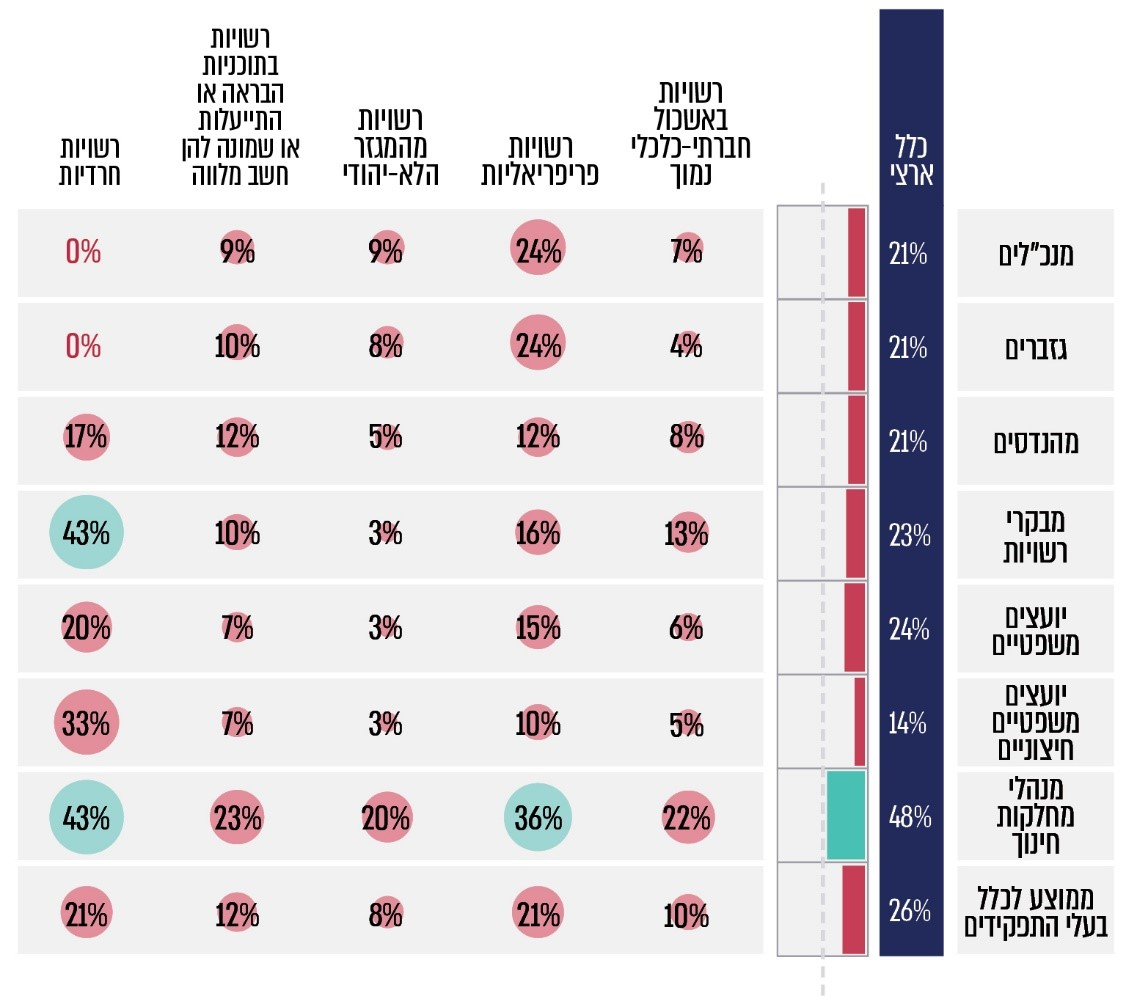 כלל
ארצי
רשויות
באשכול
חברתי-כלכלי
נמוך
רשויות
פריפריאליות
רשויות
מהמגזר
הלא-יהודי
רשויות
בתוכניות
הבראה או
התייעלות
או שמונה להן
חשב מלווה
רשויות
חרדיות
מנכ"לים
21%
7%
24%
9%
9%
0%
גזברים
21%
4%
24%
8%
10%
0%
מהנדסים
21%
8%
12%
5%
12%
17%
מבקרי
רשויות
23%
13%
16%
3%
10%
43%
יועצים
משפטיים
24%
6%
15%
3%
7%
20%
יועצים
משפטיים
חיצוניים
14%
5%
10%
3%
7%
33%
מנהלי
מחלקות
חינוך
48%
22%
36%
20%
23%
43%
ממוצע לכלל
בעלי התפקידים
26%
10%
21%
8%
12%
21%